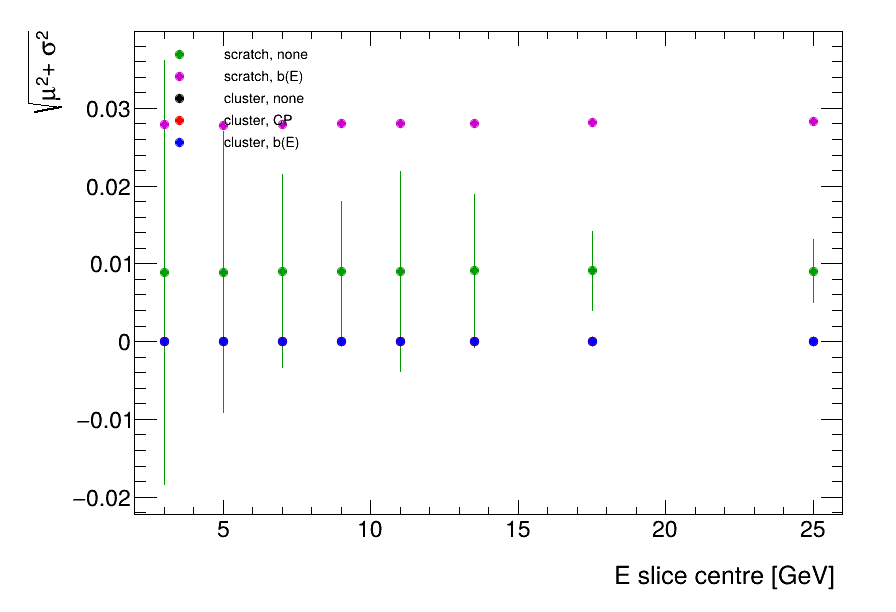 √μ²+ σ²
scratch, none
scratch, b(E)
cluster, none
cluster, CP
cluster, b(E)
0.03
0.02
0.01
0
−0.01
−0.02
5 10 15 20 25
E slice centre [GeV]